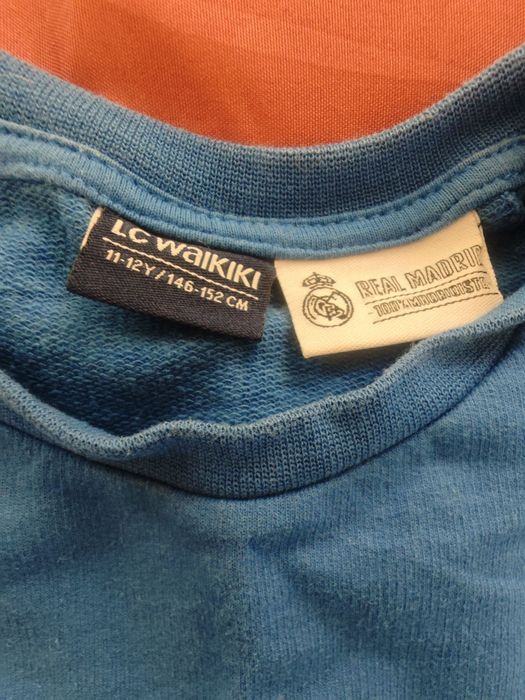 LC WAIKIKI
11-12Y / 146-152 CM
REAL MADRID
100% MADRIDISTA